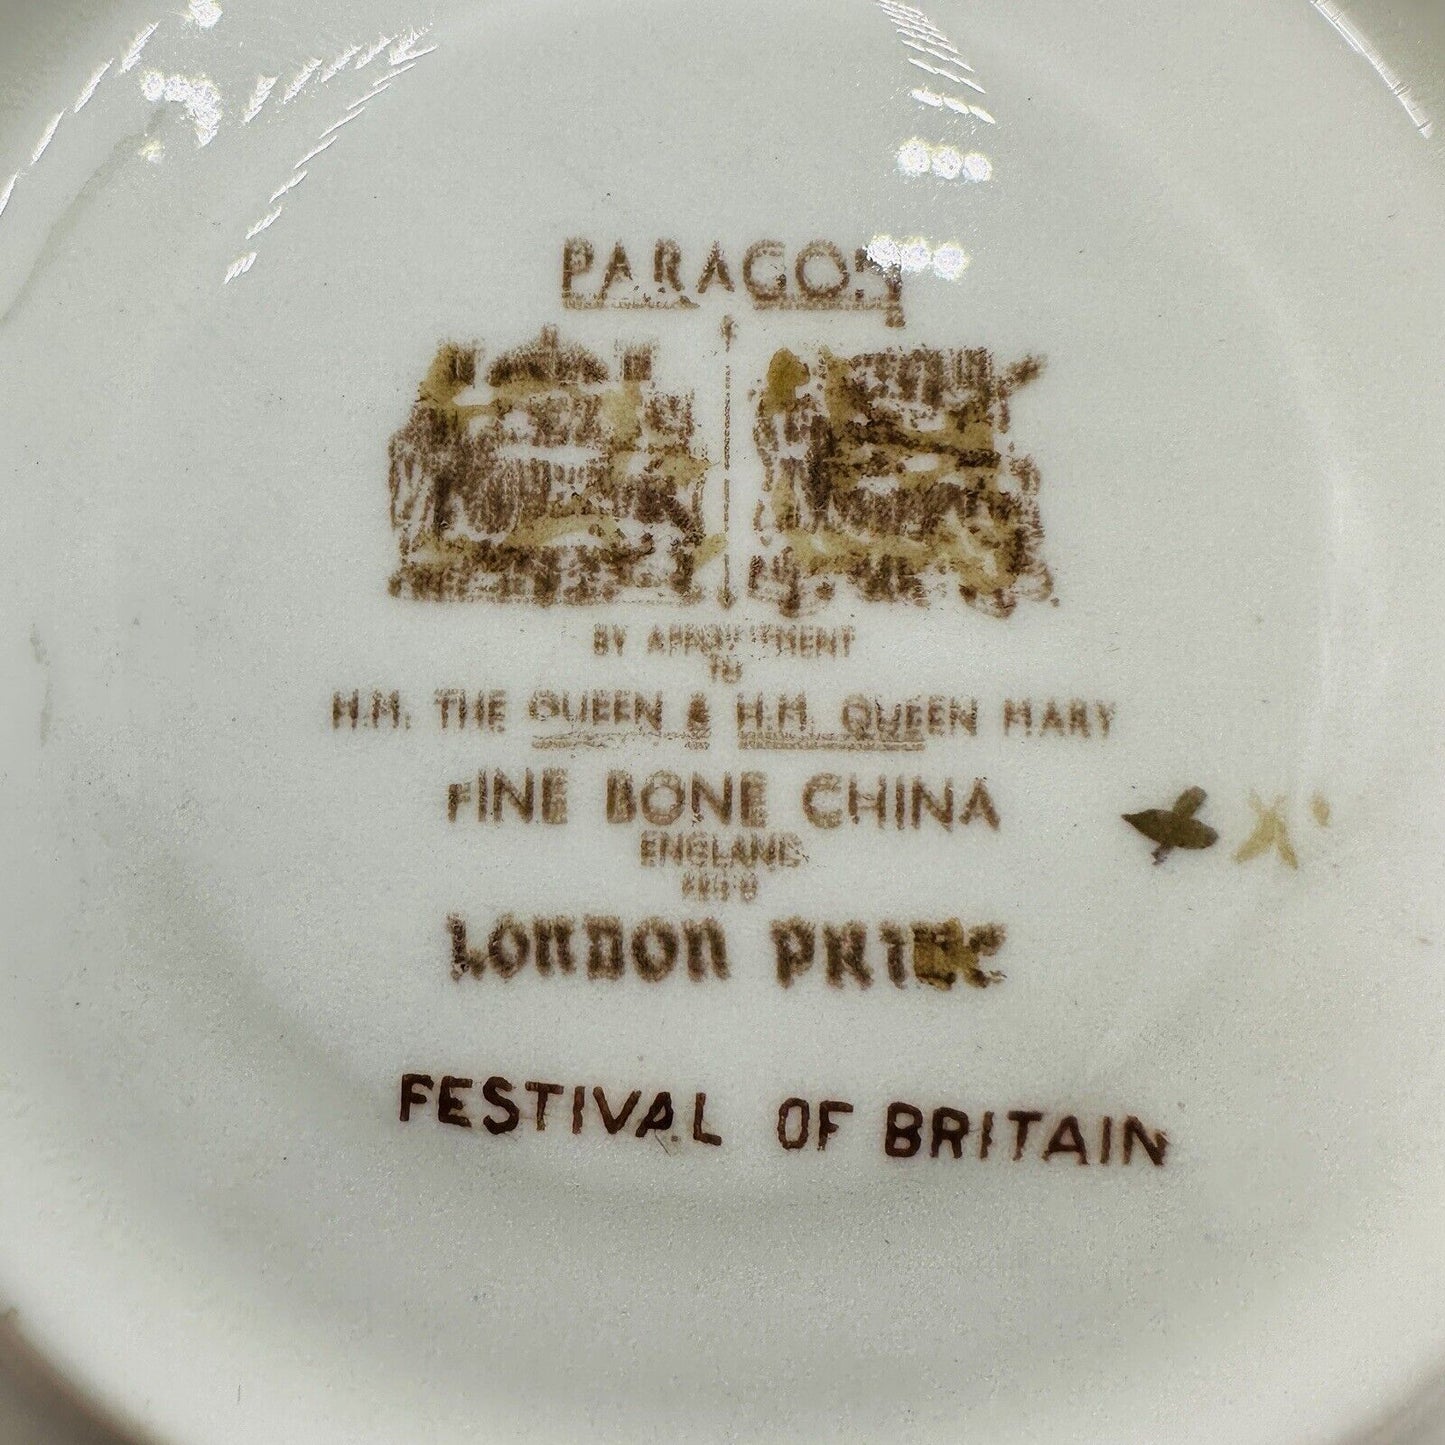 PARAGON
BY APPOINTMENT
TO
H.M. THE QUEEN & H.M. QUEEN MARY
FINE BONE CHINA
ENGLAND
LONDON PRIDE
FESTIVAL OF BRITAIN